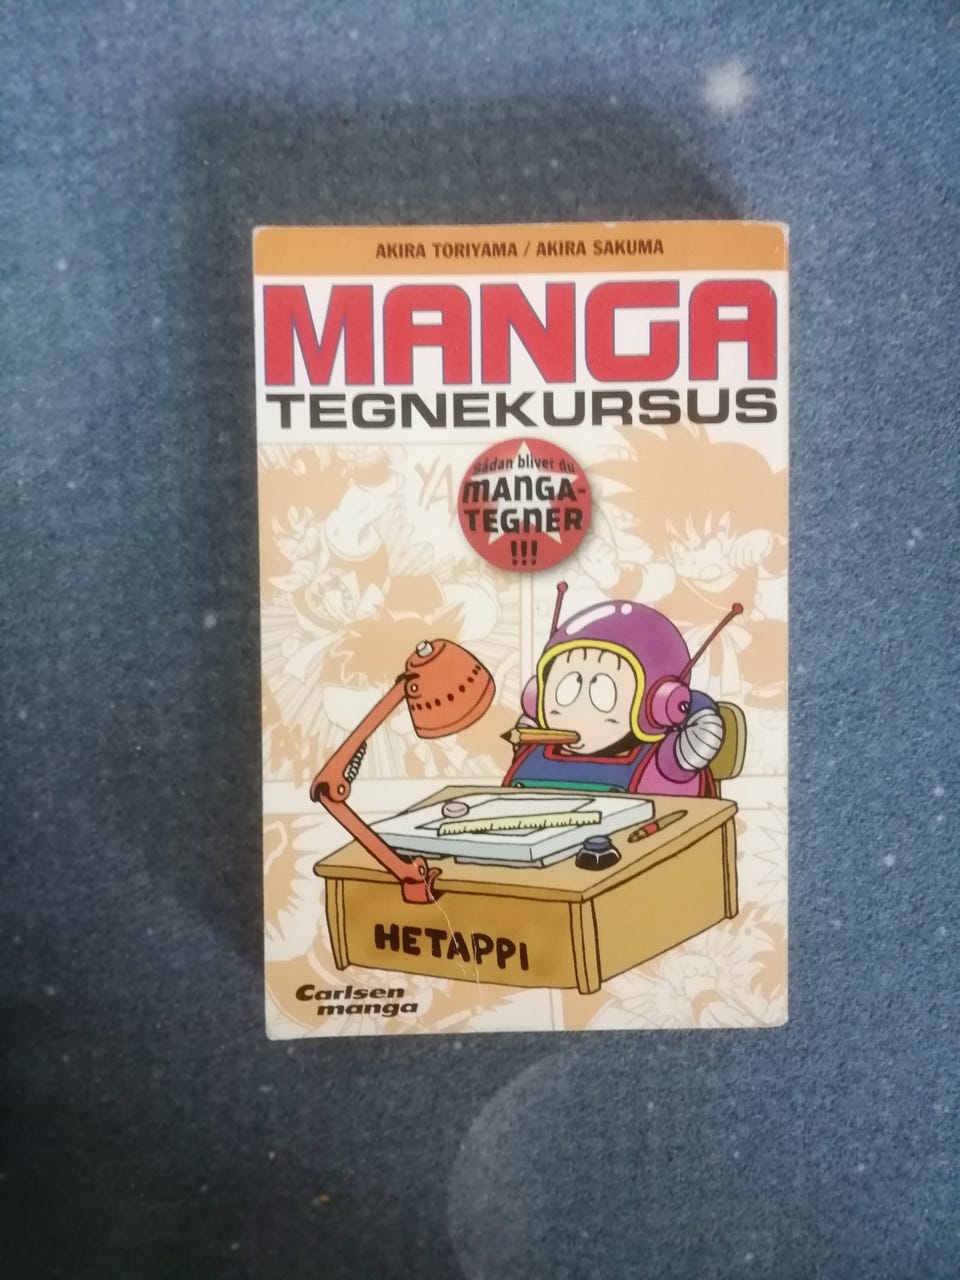 AKIRA TORIYAMA / AKIRA SAKUMA
MANGA
TEGNEKURSUS
sådan bliver du
MANGA-
TEGNER
!!!
HETAPPI
Carlsen
manga